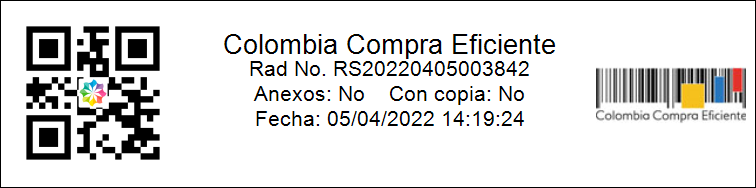 Colombia Compra Eficiente
Rad No. RS20220405003842
Anexos: No    Con copia: No
Fecha: 05/04/2022 14:19:24
Colombia Compra Eficiente